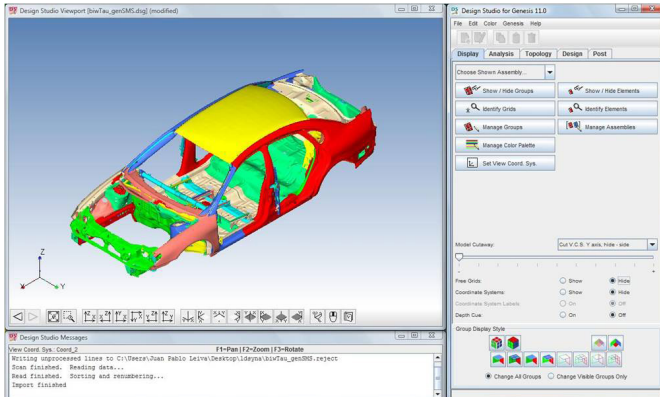 Design Studio Viewport [biwTau_genSMS.dsg] (modified)
Z
X
Y
Design Studio Messages
View Coord. Sys.: Coord_2
F1=Pan | F2=Zoom | F3=Rotate
Writing unprocessed lines to C:\Users\Juan Pablo Leiva\Desktop\ldsyna\biwTau_genSMS.reject
Scan finished. Reading data...
Read finished. Sorting and renumbering...
Import finished
Design Studio for Genesis 11.0
File Edit Color Genesis Help
Display Analysis Topology Design Post
Choose Shown Assembly...
Show / Hide Groups Show / Hide Elements
Identify Grids Identify Elements
Manage Groups Manage Assemblies
Manage Color Palette
Set View Coord. Sys.
Model Cutaway: Cut V.C.S. Y axis, hide - side
- +
Free Grids: Show Hide
Coordinate Systems: Show Hide
Coordinate System Labels: On Off
Depth Cue: On Off
Group Display Style
Change All Groups Change Visible Groups Only